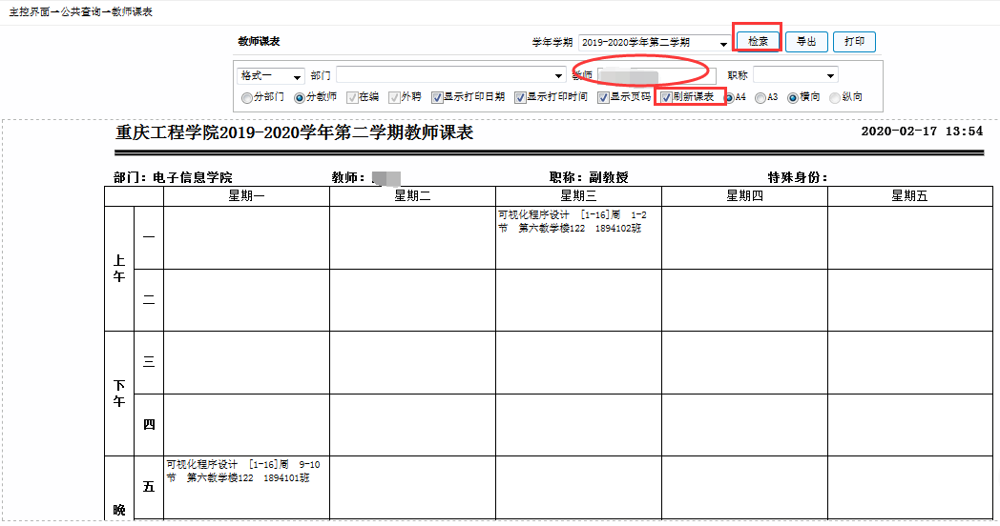 主控界面→公共查询→教师课表
教师课表 学年学期 2019-2020学年第二学期 检索 导出 打印
格式一 部门 教师 职称
分部门 分教师 在编 外聘 显示打印日期 显示打印时间 显示页码 刷新课表 A4 A3 横向 纵向
重庆工程学院2019-2020学年第二学期教师课表 2020-02-17 13:54
部门：电子信息学院 教师： 职称：副教授 特殊身份：
星期一 星期二 星期三 星期四 星期五
上午
一
可视化程序设计 [1-16]周 1-2
节 第六教学楼122 1894102班
二
下午
三
四
晚
五
可视化程序设计 [1-16]周 9-10
节 第六教学楼122 1894101班